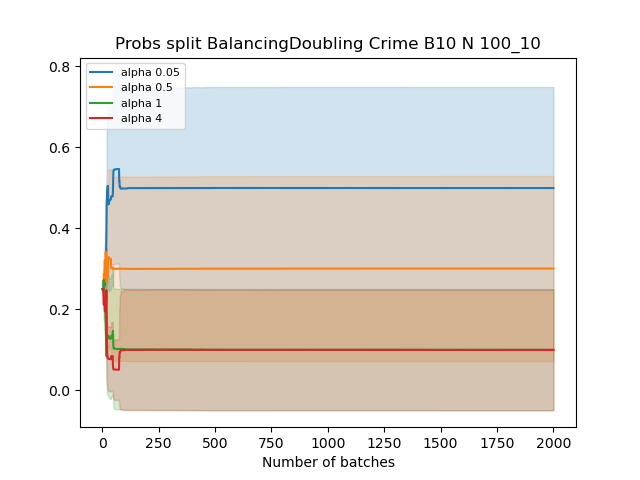 Probs split BalancingDoubling Crime B10 N 100_10
alpha 0.05
alpha 0.5
alpha 1
alpha 4
0.8
0.6
0.4
0.2
0.0
0 250 500 750 1000 1250 1500 1750 2000
Number of batches